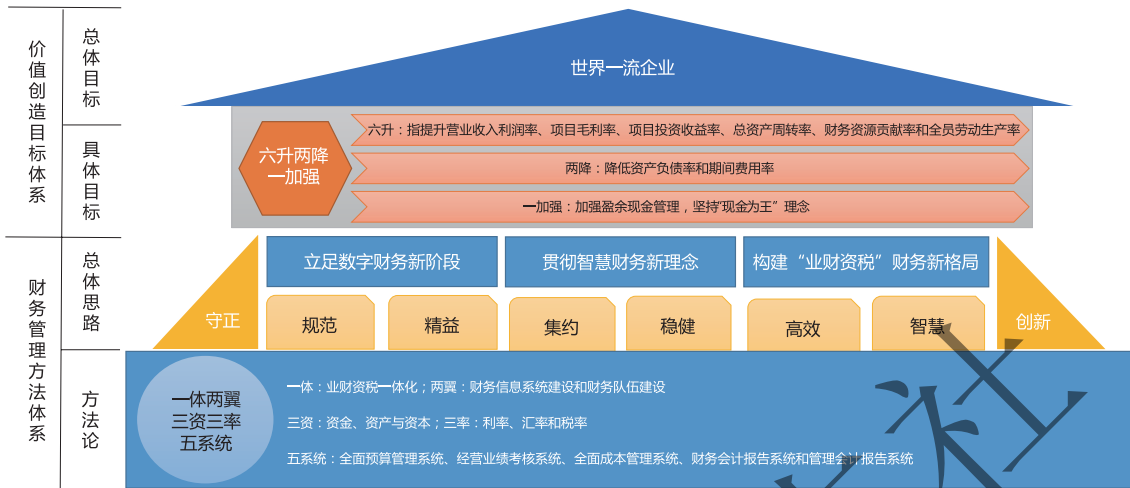 价值创造目标体系
总体目标
具体目标
财务管理方法体系
总体思路
方法论
世界一流企业
六升两降
一加强
六升：指提升营业收入利润率、项目毛利率、项目投资收益率、总资产周转率、财务资源贡献率和全员劳动生产率
两降：降低资产负债率和期间费用率
一加强：加强盈余现金管理，坚持“现金为王”理念
立足数字财务新阶段
贯彻智慧财务新理念
构建“业财资税”财务新格局
守正
规范
精益
集约
稳健
高效
智慧
创新
一体两翼
三资三率
五系统
一体：业财资税一体化；两翼：财务信息系统建设和财务队伍建设
三资：资金、资产与资本；三率：利率、汇率和税率
五系统：全面预算管理系统、经营业绩考核系统、全面成本管理系统、财务会计报告系统和管理会计报告系统
社